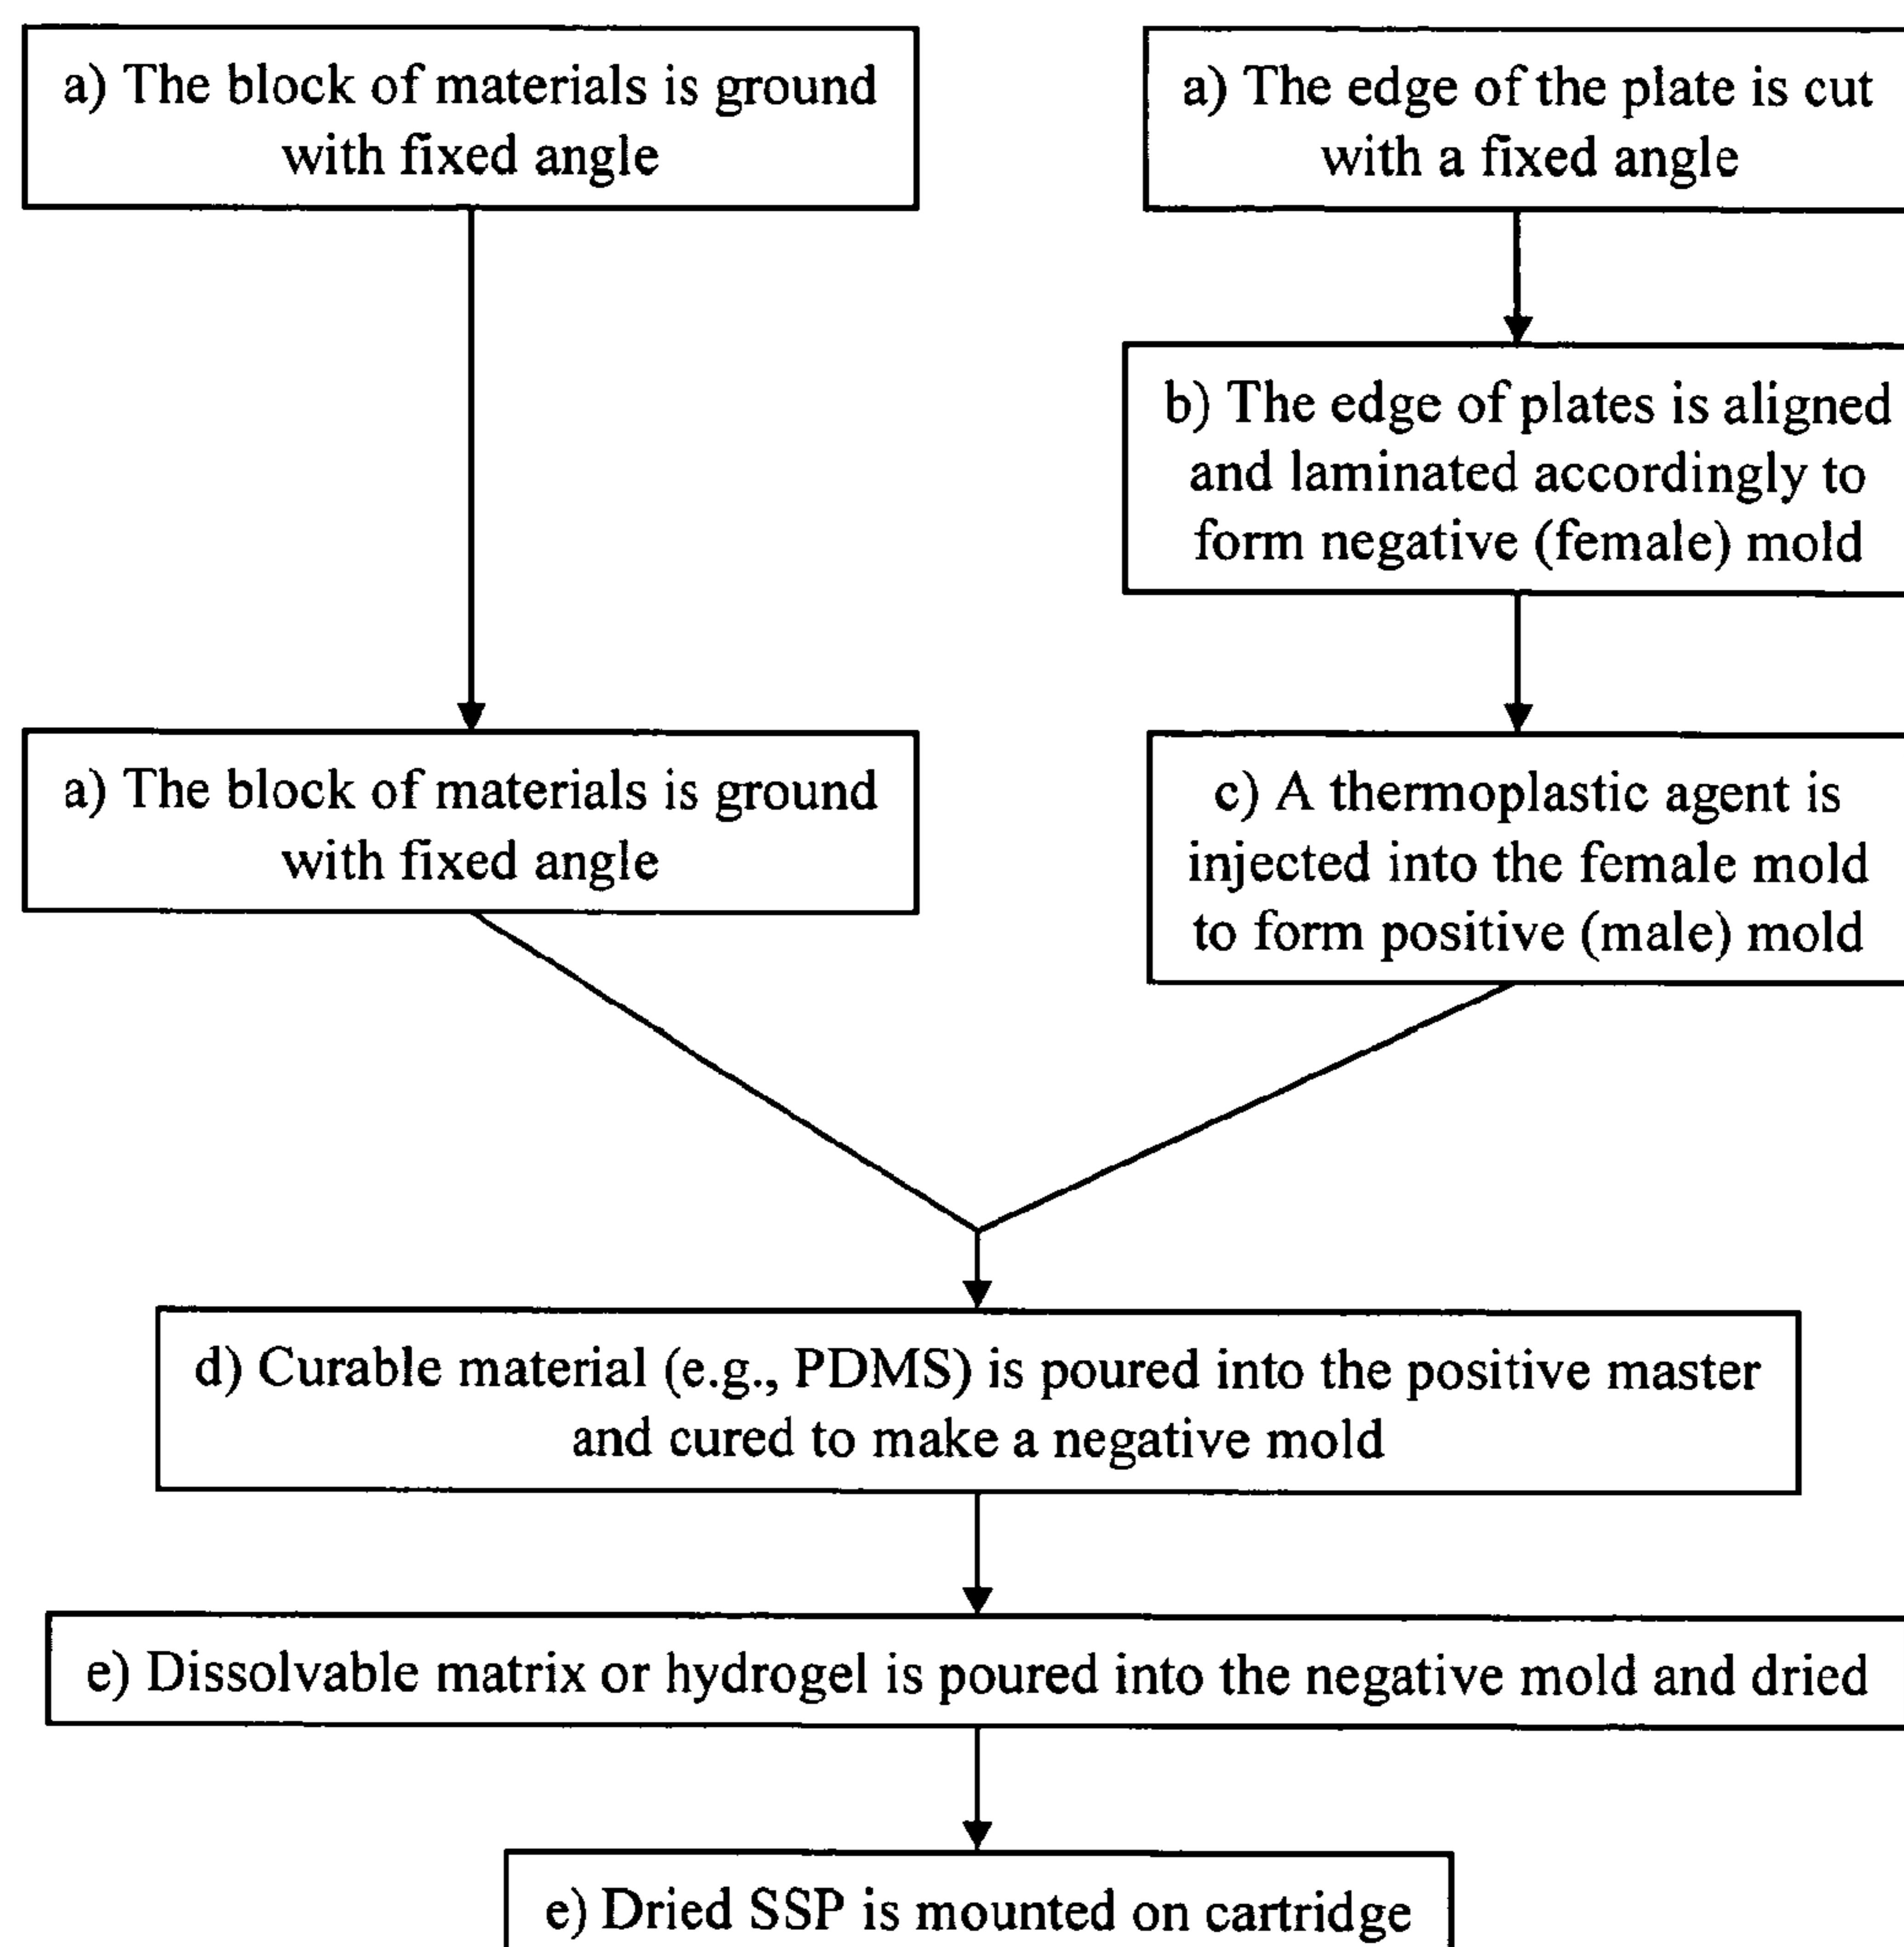 a) The block of materials is ground
with fixed angle
a) The edge of the plate is cut
with a fixed angle
b) The edge of plates is aligned
and laminated accordingly to
form negative (female) mold
a) The block of materials is ground
with fixed angle
c) A thermoplastic agent is
injected into the female mold
to form positive (male) mold
d) Curable material (e.g., PDMS) is poured into the positive master
and cured to make a negative mold
e) Dissolvable matrix or hydrogel is poured into the negative mold and dried
e) Dried SSP is mounted on cartridge